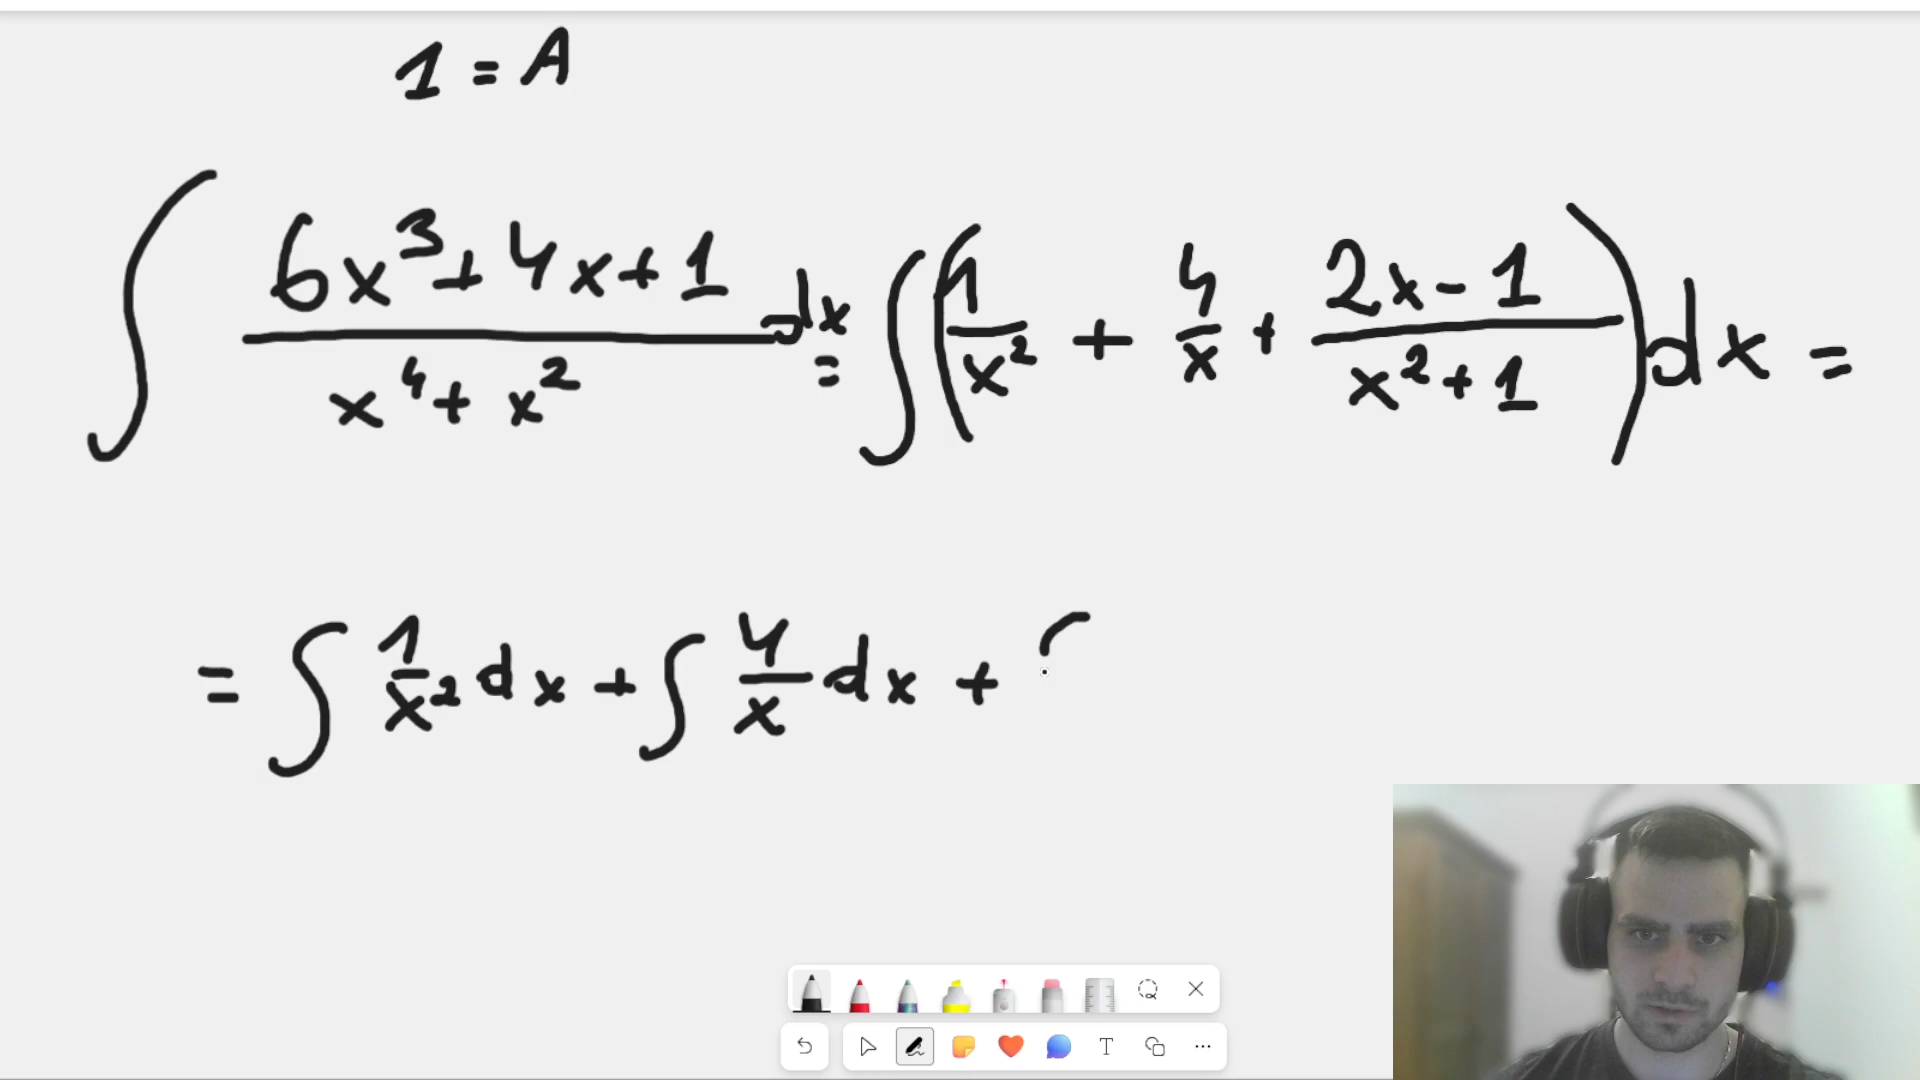 1 = A
∫ (6x³ + 4x + 1)/(x⁴ + x²) dx = ∫ (1/x² + 4/x + (2x - 1)/(x² + 1)) dx =
= ∫ 1/x² dx + ∫ 4/x dx +
T